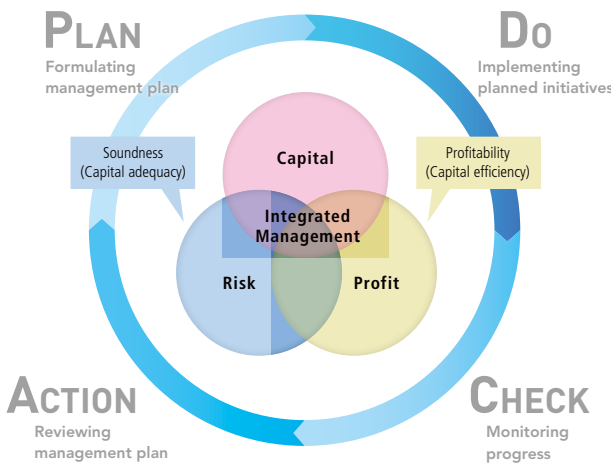 PLAN
Formulating
management plan
DO
Implementing
planned initiatives
Soundness
(Capital adequacy)
Profitability
(Capital efficiency)
Capital
Integrated
Management
Risk
Profit
ACTION
Reviewing
management plan
CHECK
Monitoring
progress